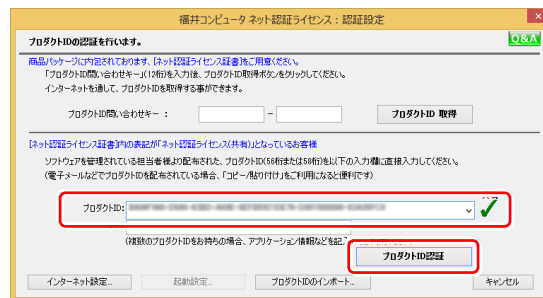 福井コンピュータ ネット認証ライセンス：認証設定
プロダクトIDの認証を行います。
Q&A
商品パッケージに内包されております、[ネット認証ライセンス証書]をご用意ください。
「プロダクトID問い合わせキー」(12桁)を入力後、プロダクトID取得ボタンをクリックしてください。
インターネットを通して、プロダクトIDを取得する事ができます。
プロダクトID問い合わせキー：
-
プロダクトID 取得
[ネット認証ライセンス証書]内の表記が「ネット認証ライセンス(共有)」となっているお客様
ソフトウェアを管理されている担当者様より配布された、プロダクトID(56桁または58桁)を以下の入力欄に直接入力してください。
(電子メールなどでプロダクトIDを配布されている場合、「コピー/貼り付け」をご利用になると便利です)
プロダクトID:
(複数のプロダクトIDをお持ちの場合、アプリケーション情報などを記
プロダクトID認証
インターネット設定...
起動設定...
プロダクトIDのインポート...
キャンセル